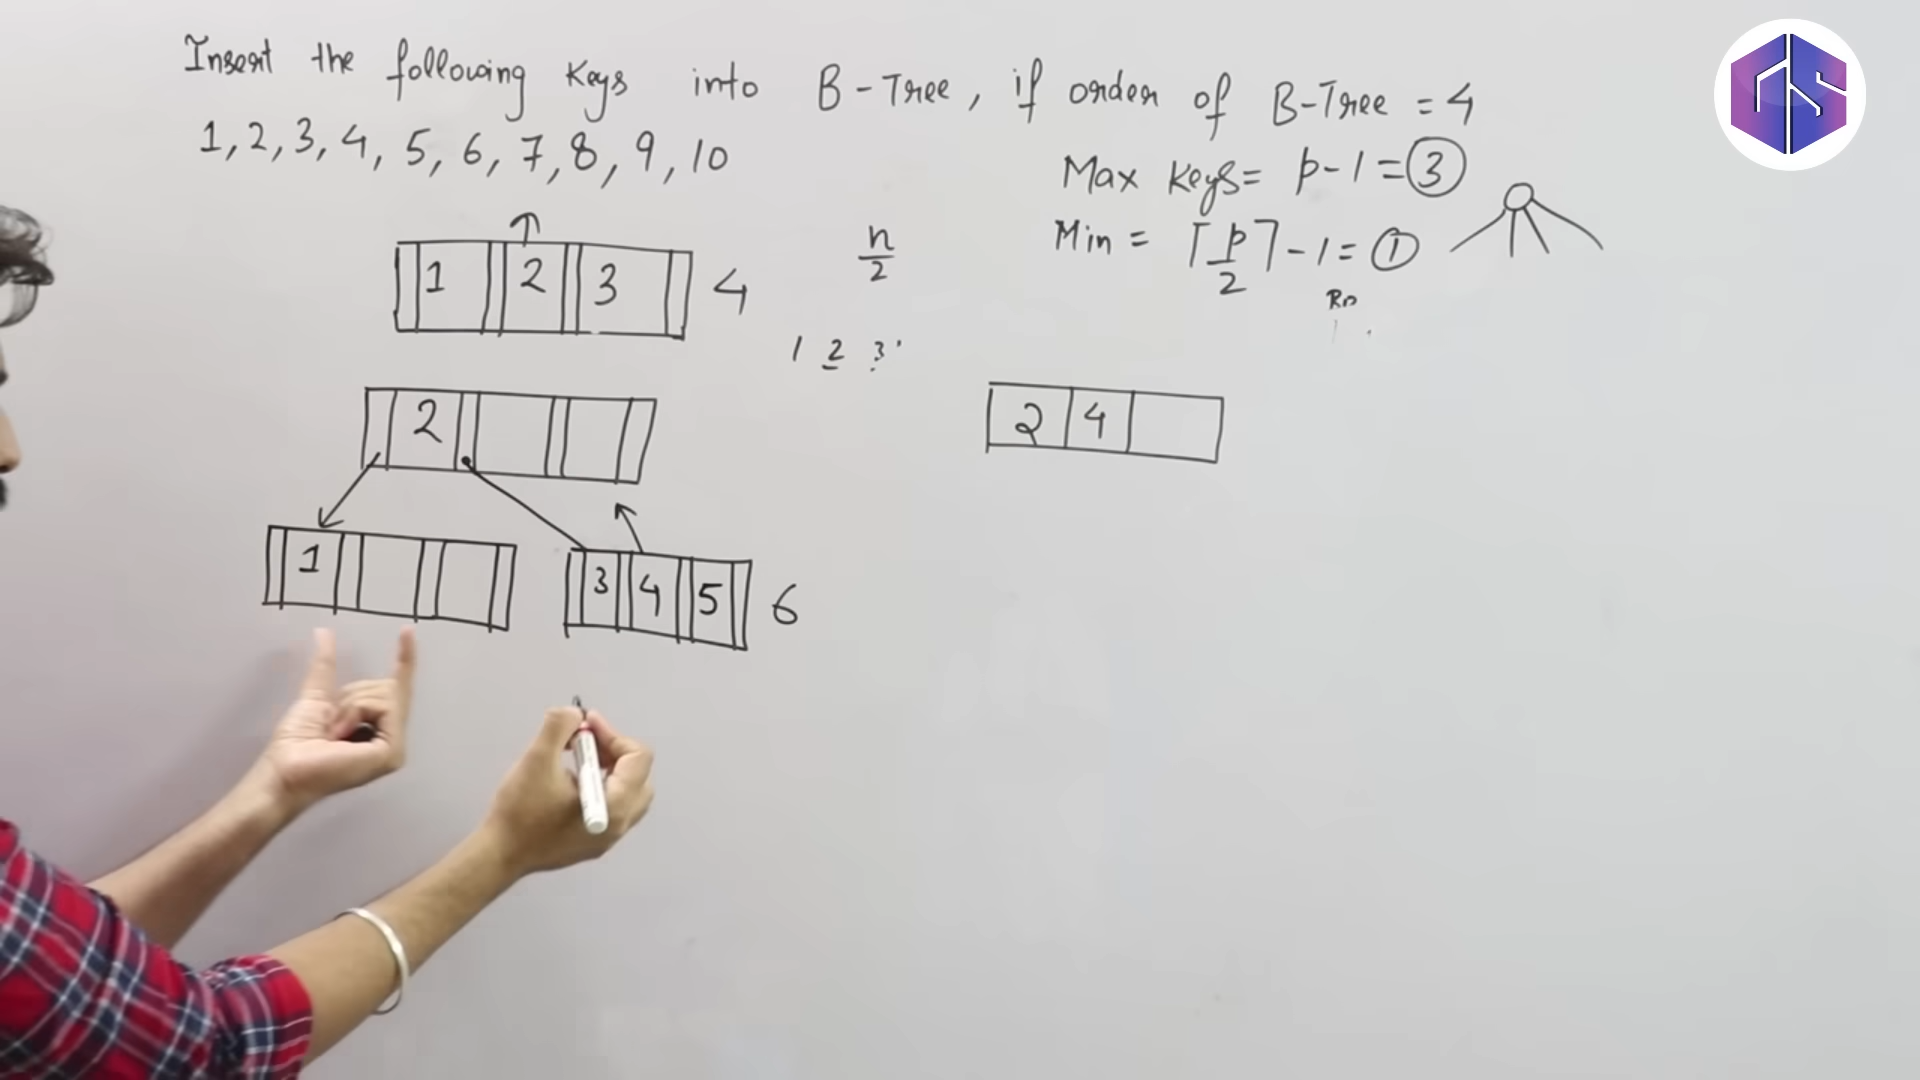 Insert the following Keys into B-Tree, if order of B-Tree = 4
1, 2, 3, 4, 5, 6, 7, 8, 9, 10
Max Keys = p-1 = 3
Min = ⌈p/2⌉ - 1 = 1
n/2
1 2 3 4
1 2 3
2
2 4
1
3 4 5 6